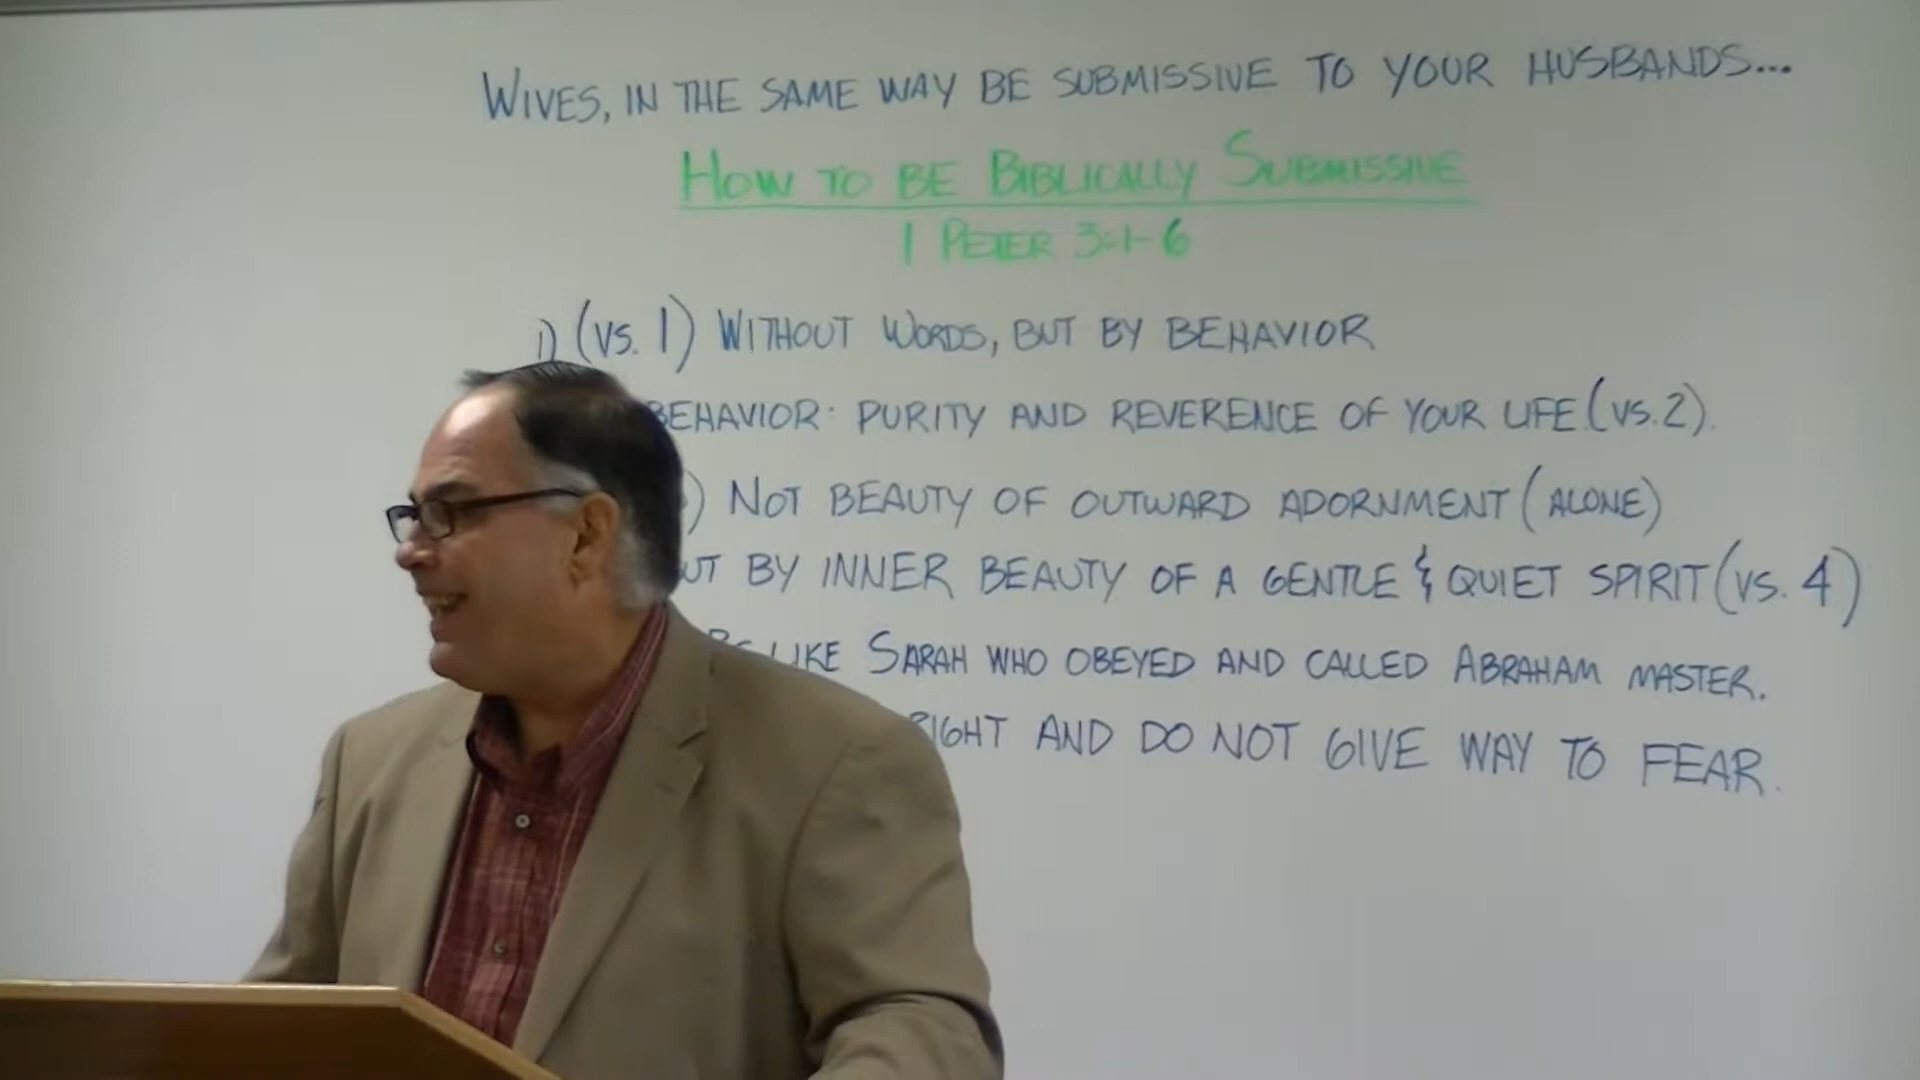 WIVES, IN THE SAME WAY BE SUBMISSIVE TO YOUR HUSBANDS...
HOW TO BE BIBLICALLY SUBMISSIVE
1 PETER 3:1-6
1) (VS. 1) WITHOUT WORDS, BUT BY BEHAVIOR
BEHAVIOR: PURITY AND REVERENCE OF YOUR LIFE. (VS. 2).
) NOT BEAUTY OF OUTWARD ADORNMENT (ALONE)
UT BY INNER BEAUTY OF A GENTLE & QUIET SPIRIT (VS. 4)
BE LIKE SARAH WHO OBEYED AND CALLED ABRAHAM MASTER.
RIGHT AND DO NOT GIVE WAY TO FEAR.